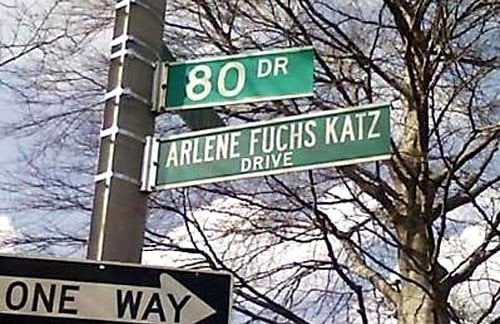 80 DR
ARLENE FUCHS KATZ
DRIVE
ONE WAY